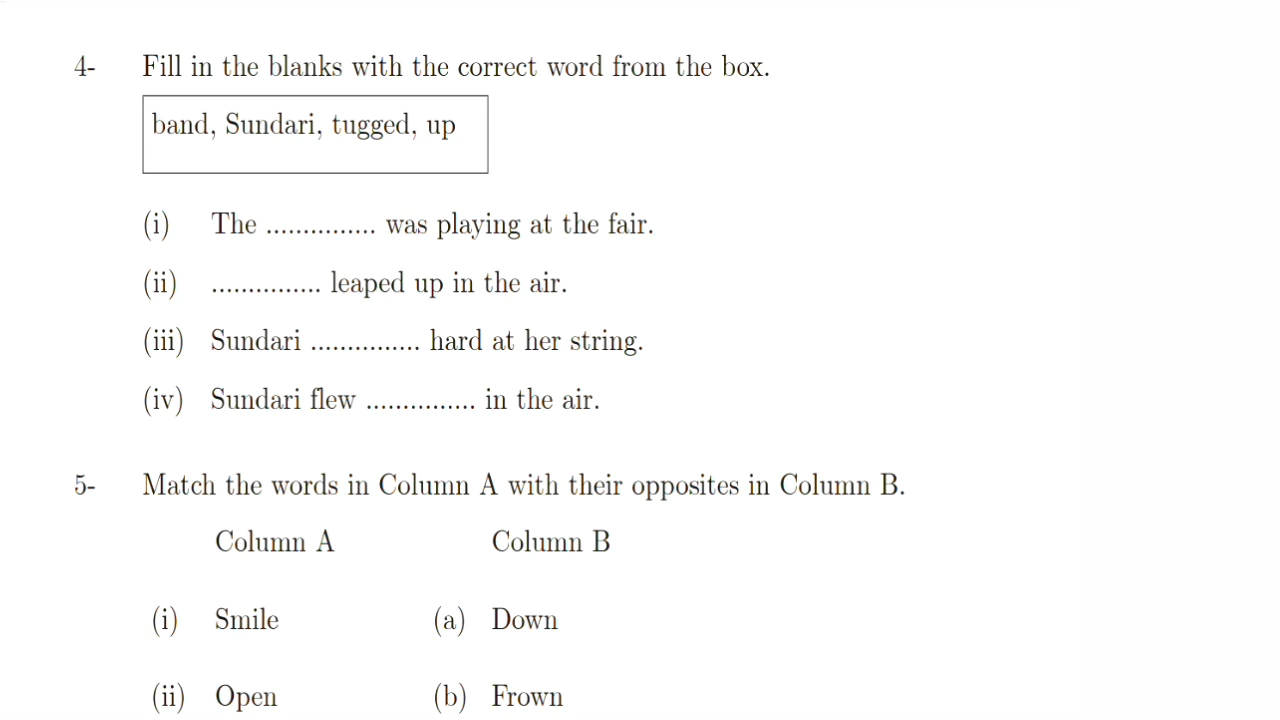 4- Fill in the blanks with the correct word from the box.
band, Sundari, tugged, up
(i) The ............... was playing at the fair.
(ii) ............... leaped up in the air.
(iii) Sundari ............... hard at her string.
(iv) Sundari flew ............... in the air.
5- Match the words in Column A with their opposites in Column B.
Column A Column B
(i) Smile (a) Down
(ii) Open (b) Frown